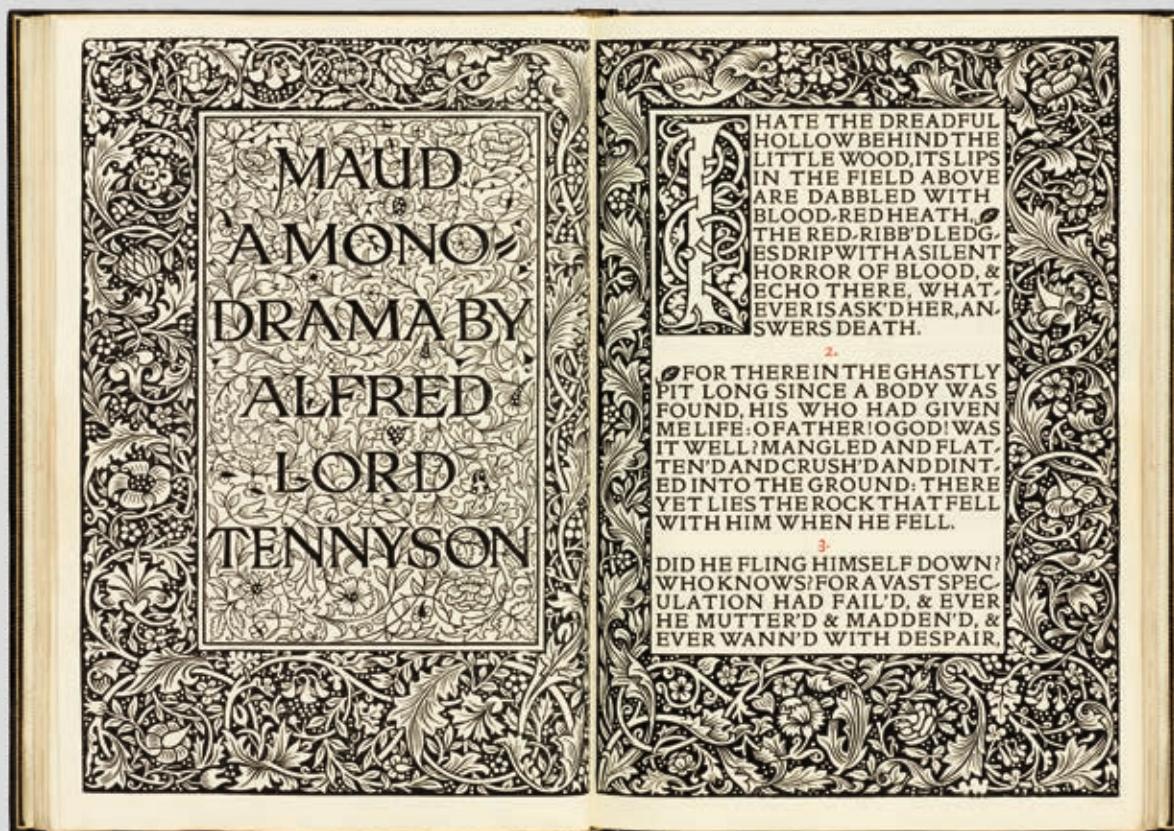 MAUD
A MONO-
DRAMA BY
ALFRED
LORD
TENNYSON
I HATE THE DREADFUL
HOLLOW BEHIND THE
LITTLE WOOD, ITS LIPS
IN THE FIELD ABOVE
ARE DABBLED WITH
BLOOD-RED HEATH,
THE RED-RIBB'D LEDG-
ES DRIP WITH A SILENT
HORROR OF BLOOD, &
ECHO THERE, WHAT-
EVER IS ASK'D HER, AN-
SWERS DEATH.
2.
FOR THERE IN THE GHASTLY
PIT LONG SINCE A BODY WAS
FOUND, HIS WHO HAD GIVEN
ME LIFE: O FATHER! O GOD! WAS
IT WELL? MANGLED AND FLAT-
TEN'D AND CRUSH'D AND DINT-
ED INTO THE GROUND: THERE
YET LIES THE ROCK THAT FELL
WITH HIM WHEN HE FELL.
3.
DID HE FLING HIMSELF DOWN?
WHO KNOWS? FOR A VAST SPEC-
ULATION HAD FAIL'D, & EVER
HE MUTTER'D & MADDEN'D, &
EVER WANN'D WITH DESPAIR,